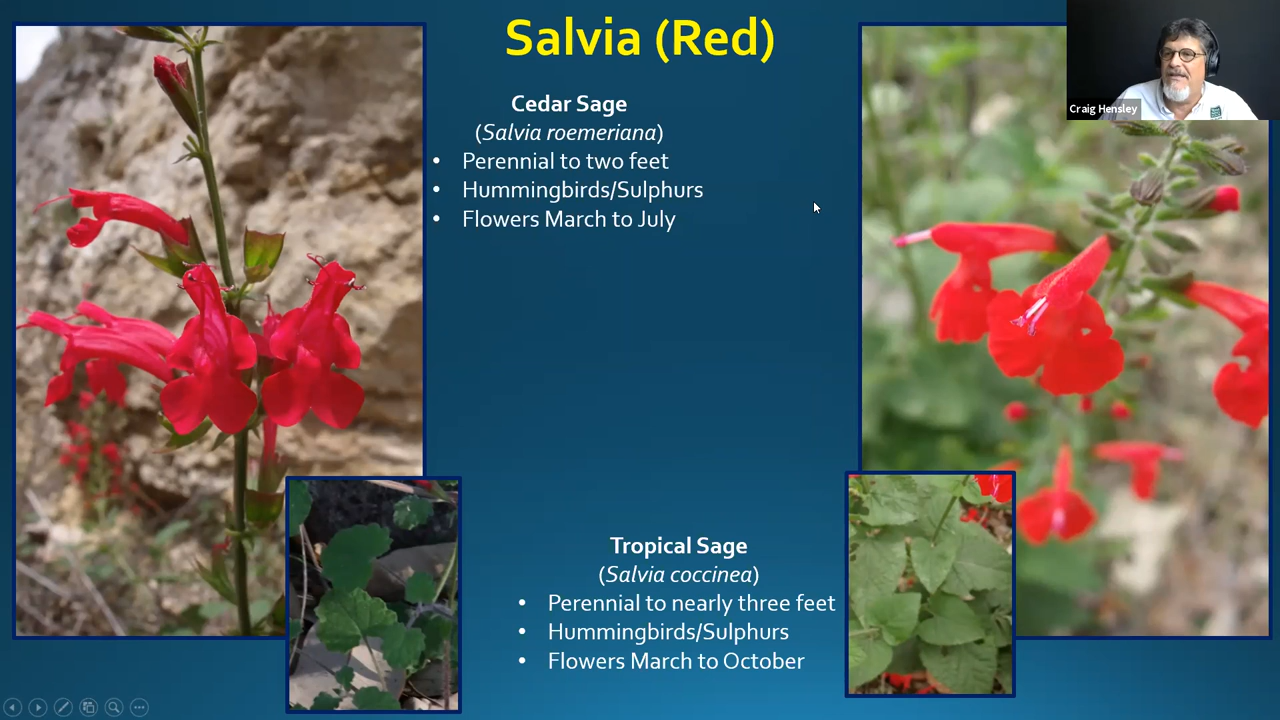 Salvia (Red)
Craig Hensley
Cedar Sage
(Salvia roemeriana)
• Perennial to two feet
• Hummingbirds/Sulphurs
• Flowers March to July
Tropical Sage
(Salvia coccinea)
• Perennial to nearly three feet
• Hummingbirds/Sulphurs
• Flowers March to October